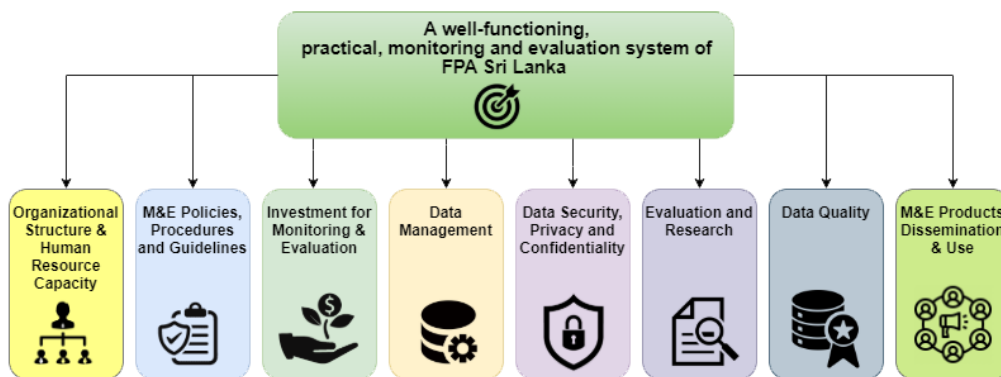 A well-functioning,
practical, monitoring and evaluation system of
FPA Sri Lanka
Organizational
Structure &
Human
Resource
Capacity
M&E Policies,
Procedures
and Guidelines
Investment for
Monitoring &
Evaluation
Data
Management
Data Security,
Privacy and
Confidentiality
Evaluation and
Research
Data Quality
M&E Products
Dissemination
& Use